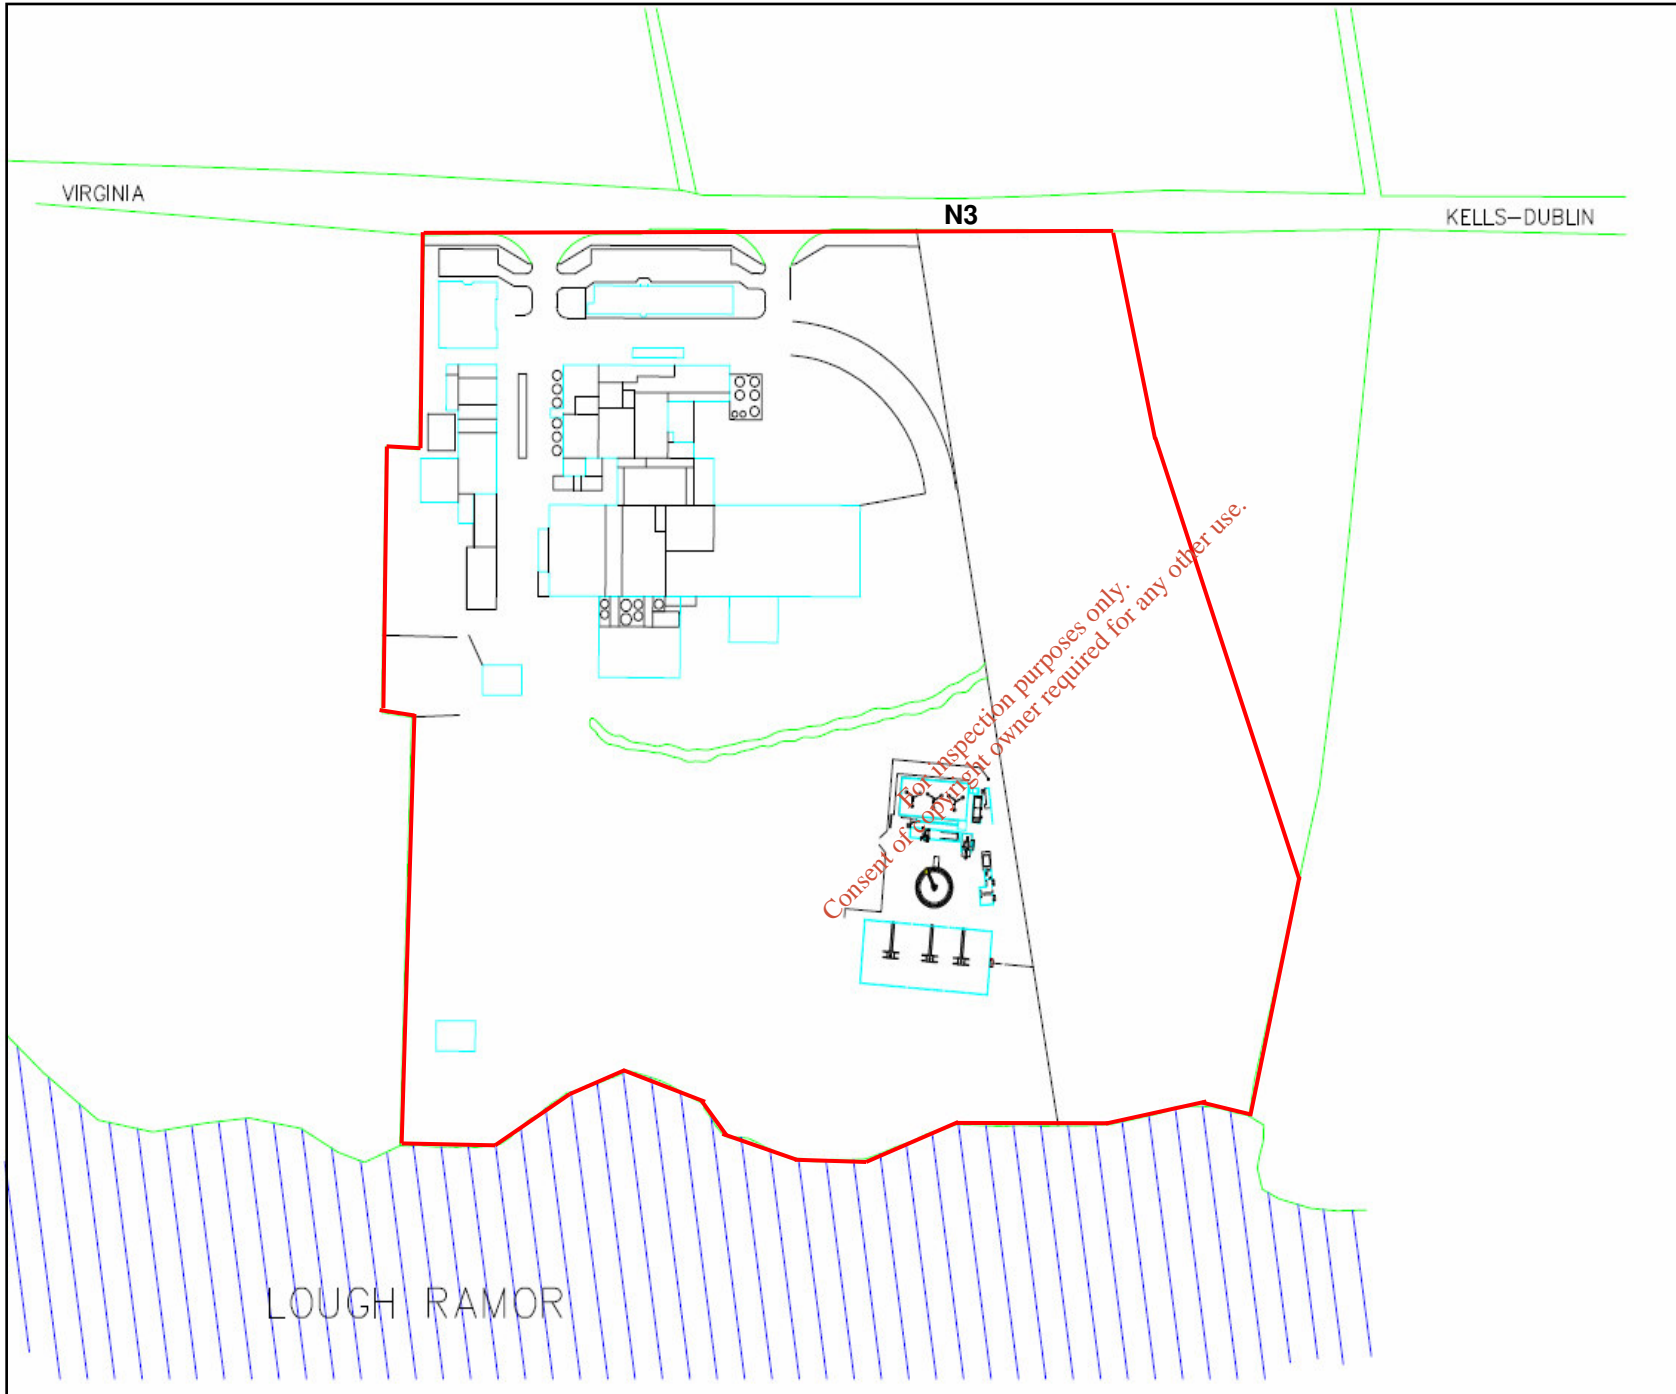 VIRGINIA
N3
KELLS-DUBLIN
For inspection purposes only.
Consent of copyright owner required for any other use.
LOUGH RAMOR